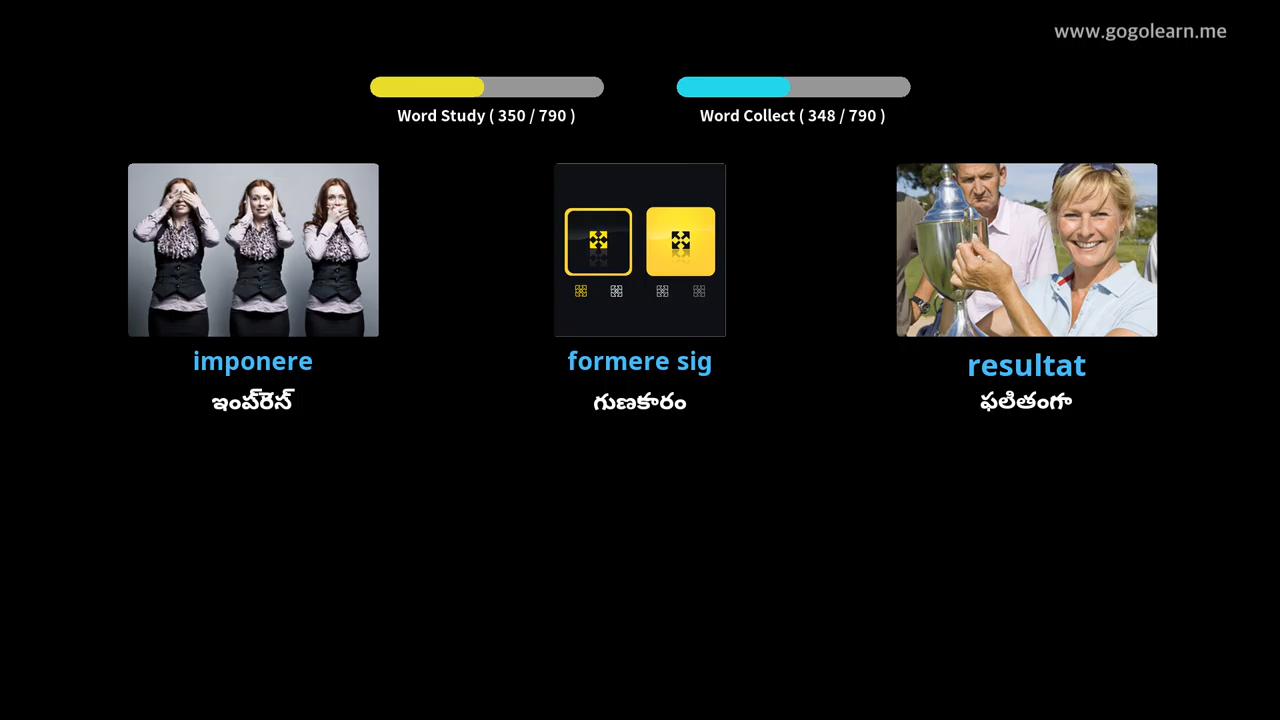 www.gogolearn.me
Word Study ( 350 / 790 )
Word Collect ( 348 / 790 )
imponere
formere sig
resultat
ఇంప్రెస్
గుణకారం
ఫలితంగా